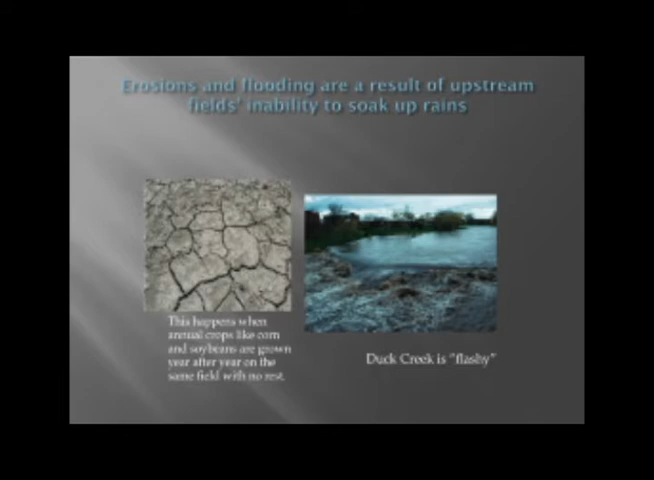 Erosions and flooding are a result of upstream
fields' inability to soak up rains
This happens when
annual crops like corn
and soybeans are grown
year after year on the
same field with no rest.
Duck Creek is "flashy"